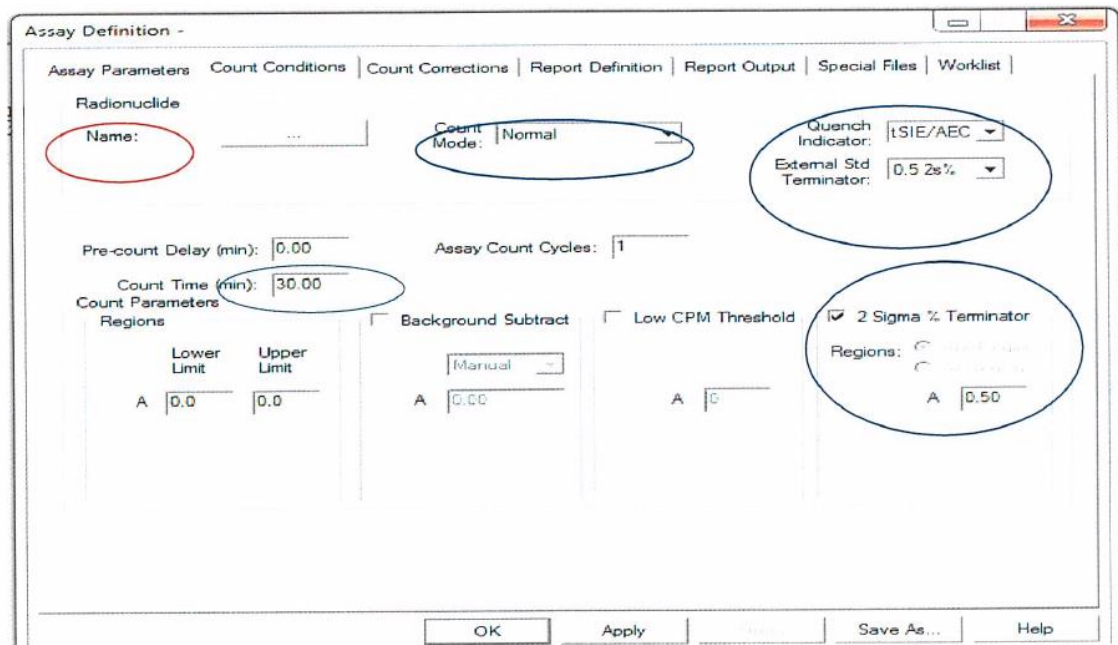 Assay Definition -
Assay Parameters Count Conditions Count Corrections Report Definition Report Output Special Files Worklist
Radionuclide
Name: ...
Count Mode: Normal
Quench Indicator: tSIE/AEC
External Std Terminator: 0.5 2s%
Pre-count Delay (min): 0.00
Assay Count Cycles: 1
Count Time (min): 30.00
Count Parameters
Regions
Lower Limit Upper Limit
A 0.0 0.0
Background Subtract
Manual
A 0.00
Low CPM Threshold
A 0
2 Sigma % Terminator
Regions:
A 0.50
OK Apply Save As... Help